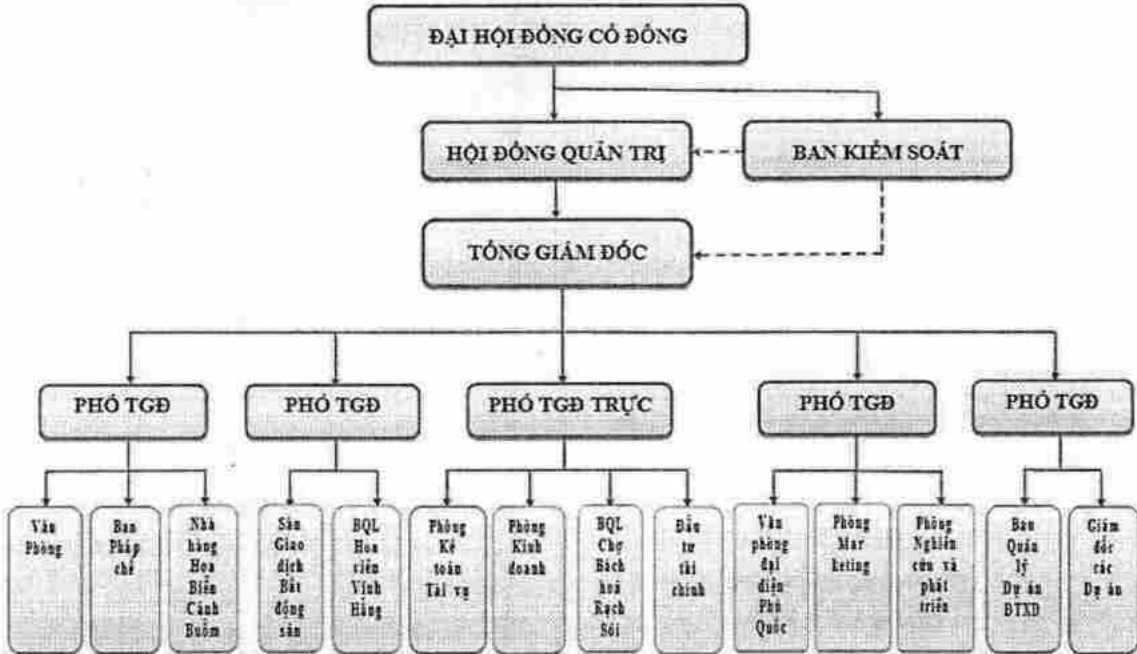 ĐẠI HỘI ĐỒNG CỔ ĐÔNG
HỘI ĐỒNG QUẢN TRỊ
BAN KIỂM SOÁT
TỔNG GIÁM ĐỐC
PHÓ TGĐ
PHÓ TGĐ
PHÓ TGĐ TRỰC
PHÓ TGĐ
PHÓ TGĐ
Văn
Phòng
Ban
Pháp
chế
Nhà
hàng
Hoa
Biển
Cánh
Buồm
Sàn
Giao
dịch
Bất
động
sản
BQL
Hoa
viên
Vĩnh
Hằng
Phòng
Kế
toán
Tài vụ
Phòng
Kinh
doanh
BQL
Chợ
Bách
hoá
Rạch
Sỏi
Đầu
tư
tài
chính
Văn
phòng
đại
diện
Phú
Quốc
Phòng
Mar
keting
Phòng
Nghiên
cứu và
phát
triển
Ban
Quản
lý
Dự án
ĐTXD
Giám
đốc
các
Dự án